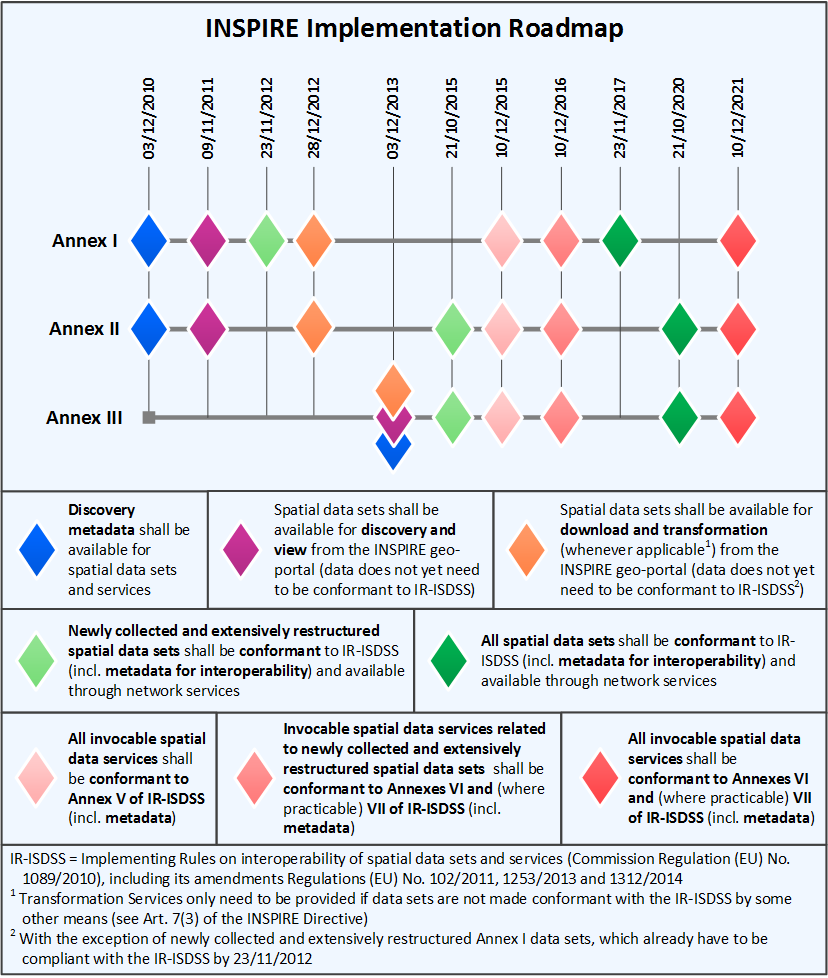 INSPIRE Implementation Roadmap
03/12/2010
09/11/2011
23/11/2012
28/12/2012
03/12/2013
21/10/2015
10/12/2015
10/12/2016
23/11/2017
21/10/2020
10/12/2021
Annex I
Annex II
Annex III
Discovery
metadata shall be
available for
spatial data sets
and services
Spatial data sets shall be
available for discovery and
view from the INSPIRE geo-
portal (data does not yet need
to be conformant to IR-ISDSS)
Spatial data sets shall be available for
download and transformation
(whenever applicable¹) from the
INSPIRE geo-portal (data does not yet
need to be conformant to IR-ISDSS²)
Newly collected and extensively restructured
spatial data sets shall be conformant to IR-ISDSS
(incl. metadata for interoperability) and available
through network services
All spatial data sets shall be conformant to IR-
ISDSS (incl. metadata for interoperability) and
available through network services
All invocable spatial
data services shall
be conformant to
Annex V of IR-ISDSS
(incl. metadata)
Invocable spatial data services related
to newly collected and extensively
restructured spatial data sets shall be
conformant to Annexes VI and (where
practicable) VII of IR-ISDSS (incl.
metadata)
All invocable spatial data
services shall be
conformant to Annexes VI
and (where practicable) VII
of IR-ISDSS (incl. metadata)
IR-ISDSS = Implementing Rules on interoperability of spatial data sets and services (Commission Regulation (EU) No.
1089/2010), including its amendments Regulations (EU) No. 102/2011, 1253/2013 and 1312/2014
¹ Transformation Services only need to be provided if data sets are not made conformant with the IR-ISDSS by some
other means (see Art. 7(3) of the INSPIRE Directive)
² With the exception of newly collected and extensively restructured Annex I data sets, which already have to be
compliant with the IR-ISDSS by 23/11/2012